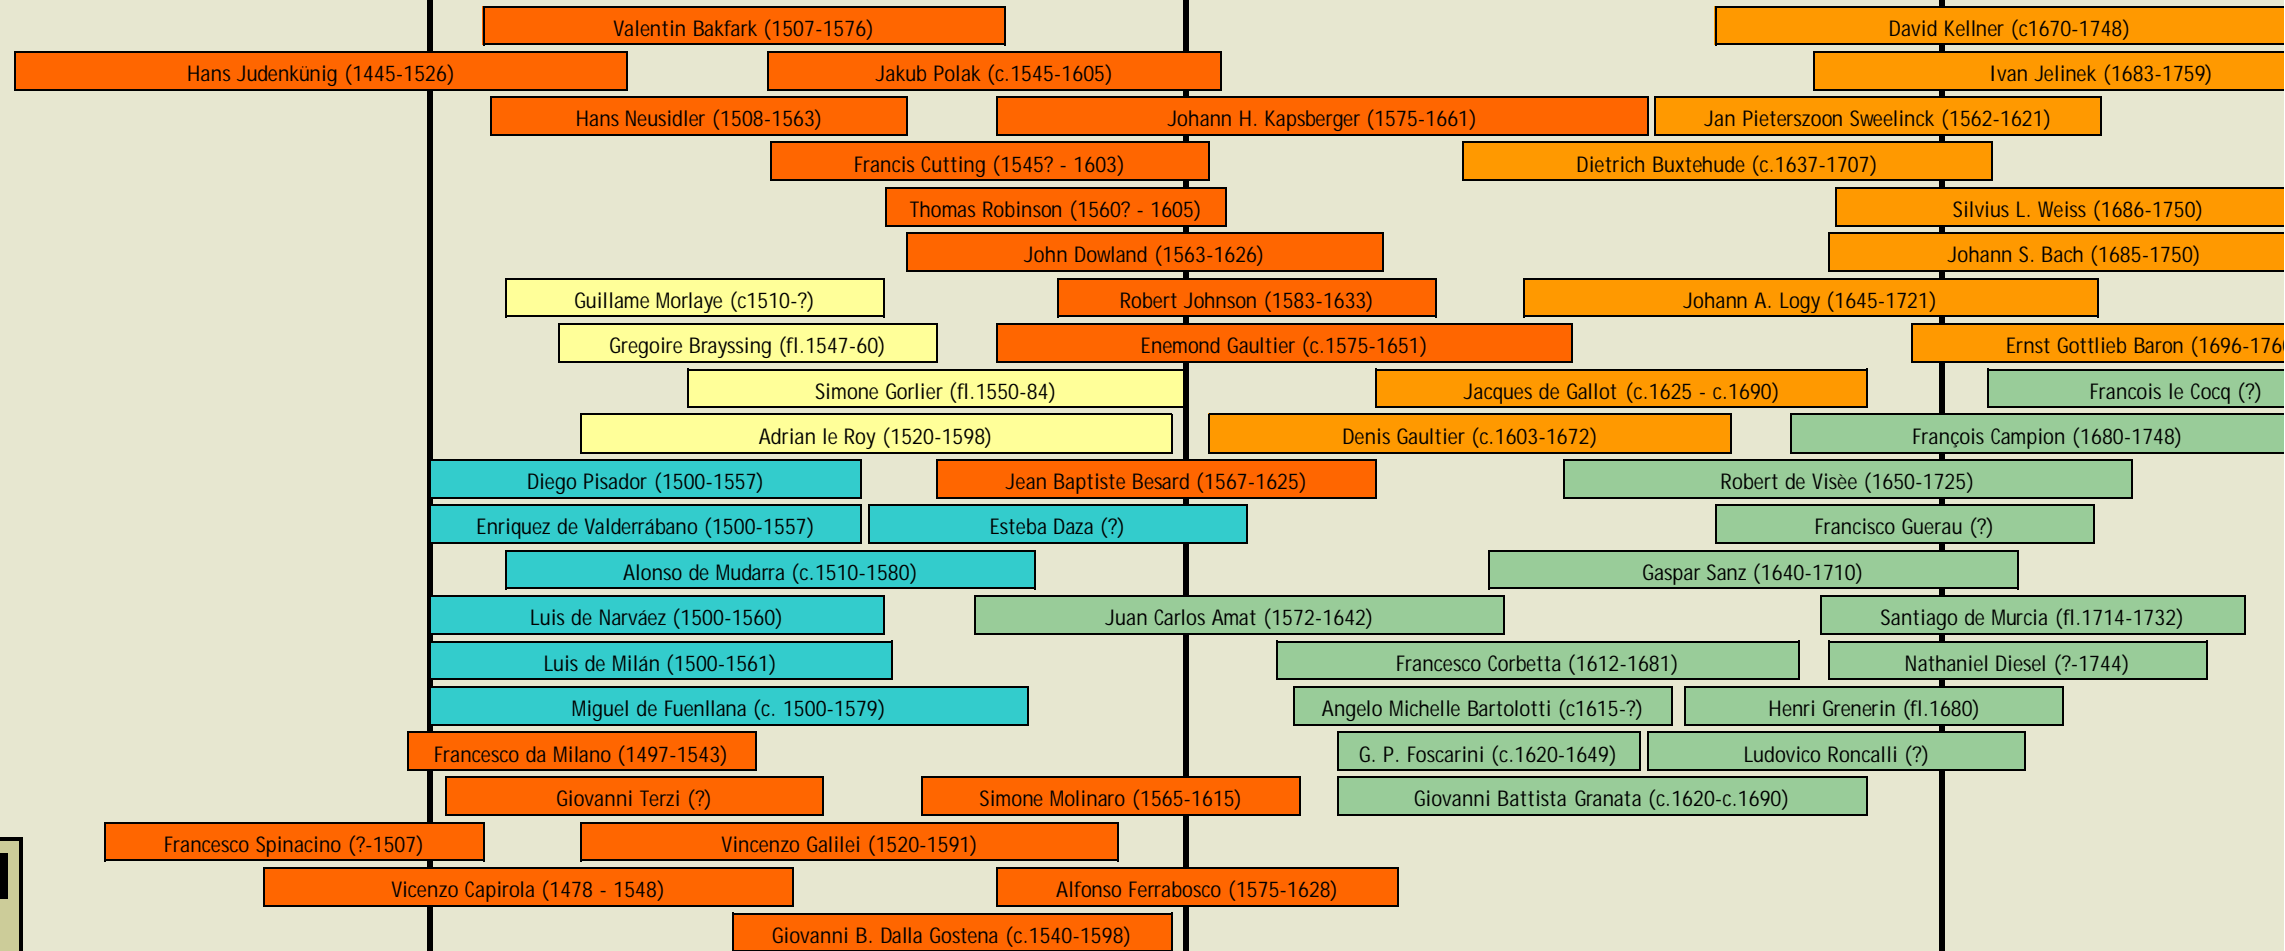 Valentin Bakfark (1507-1576)
David Kellner (c1670-1748)
Hans Judenkünig (1445-1526)
Jakub Polak (c.1545-1605)
Ivan Jelinek (1683-1759)
Hans Neusidler (1508-1563)
Johann H. Kapsberger (1575-1661)
Jan Pieterszoon Sweelinck (1562-1621)
Francis Cutting (1545? - 1603)
Dietrich Buxtehude (c.1637-1707)
Thomas Robinson (1560? - 1605)
Silvius L. Weiss (1686-1750)
John Dowland (1563-1626)
Johann S. Bach (1685-1750)
Guillame Morlaye (c1510-?)
Robert Johnson (1583-1633)
Johann A. Logy (1645-1721)
Gregoire Brayssing (fl.1547-60)
Enemond Gaultier (c.1575-1651)
Ernst Gottlieb Baron (1696-176
Simone Gorlier (fl.1550-84)
Jacques de Gallot (c.1625 - c.1690)
Francois le Cocq (?)
Adrian le Roy (1520-1598)
Denis Gaultier (c.1603-1672)
François Campion (1680-1748)
Diego Pisador (1500-1557)
Jean Baptiste Besard (1567-1625)
Robert de Visèe (1650-1725)
Enriquez de Valderrábano (1500-1557)
Esteba Daza (?)
Francisco Guerau (?)
Alonso de Mudarra (c.1510-1580)
Gaspar Sanz (1640-1710)
Luis de Narváez (1500-1560)
Juan Carlos Amat (1572-1642)
Santiago de Murcia (fl.1714-1732)
Luis de Milán (1500-1561)
Francesco Corbetta (1612-1681)
Nathaniel Diesel (?-1744)
Miguel de Fuenllana (c. 1500-1579)
Angelo Michelle Bartolotti (c1615-?)
Henri Grenerin (fl.1680)
Francesco da Milano (1497-1543)
G. P. Foscarini (c.1620-1649)
Ludovico Roncalli (?)
Giovanni Terzi (?)
Simone Molinaro (1565-1615)
Giovanni Battista Granata (c.1620-c.1690)
Francesco Spinacino (?-1507)
Vincenzo Galilei (1520-1591)
Vicenzo Capirola (1478 - 1548)
Alfonso Ferrabosco (1575-1628)
Giovanni B. Dalla Gostena (c.1540-1598)